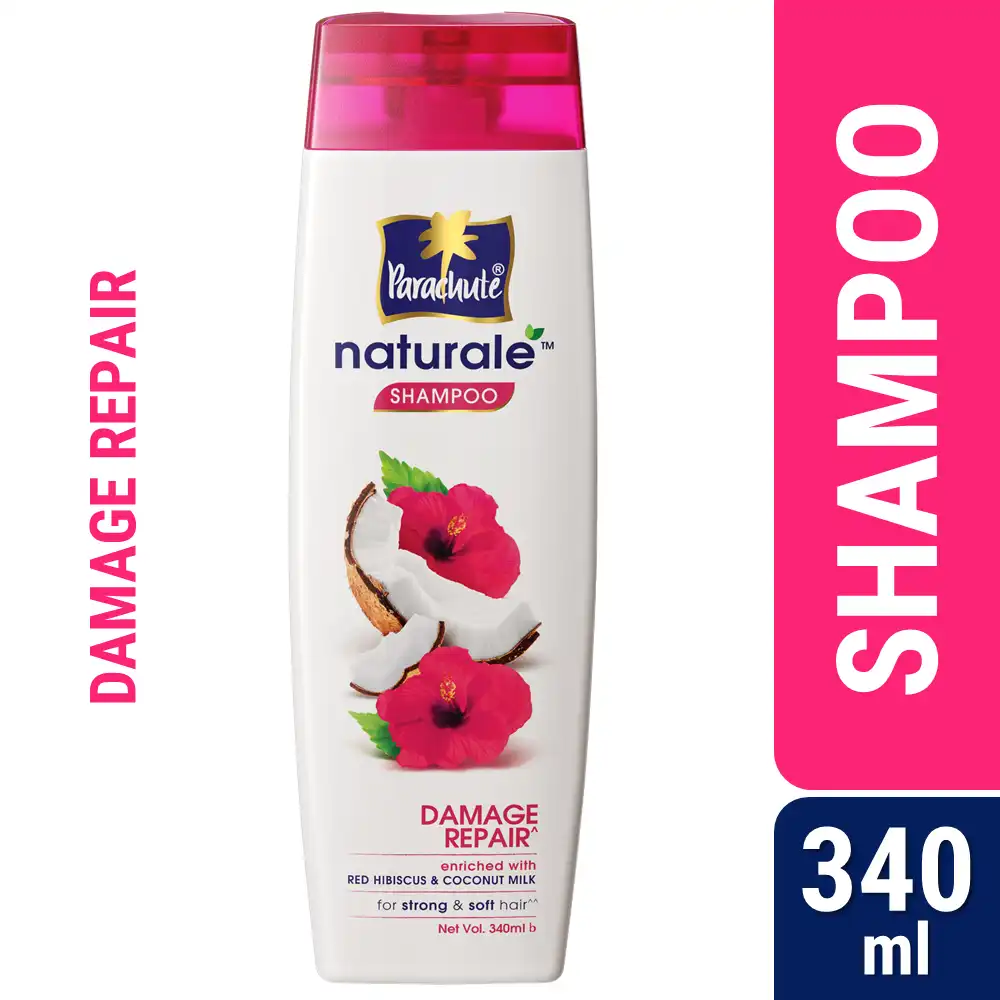 DAMAGE REPAIR
Parachute®
naturale™
SHAMPOO
DAMAGE
REPAIR^
enriched with
RED HIBISCUS & COCONUT MILK
for strong & soft hair^^
Net Vol. 340ml b
SHAMPOO
340
ml